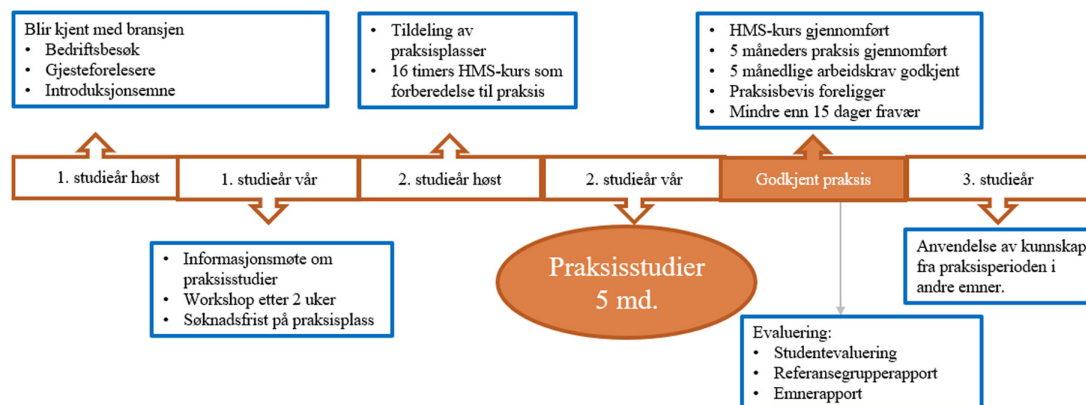 Blir kjent med bransjen
• Bedriftsbesøk
• Gjesteforelesere
• Introduksjonsemne
• Tildeling av
praksisplasser
• 16 timers HMS-kurs som
forberedelse til praksis
• HMS-kurs gjennomført
• 5 måneders praksis gjennomført
• 5 månedlige arbeidskrav godkjent
• Praksisbevis foreligger
• Mindre enn 15 dager fravær
1. studieår høst
1. studieår vår
2. studieår høst
2. studieår vår
Godkjent praksis
3. studieår
• Informasjonsmøte om
praksisstudier
• Workshop etter 2 uker
• Søknadsfrist på praksisplass
Praksisstudier
5 md.
Anvendelse av kunnskap
fra praksisperioden i
andre emner.
Evaluering:
• Studentevaluering
• Referansegrupperapport
• Emnerapport